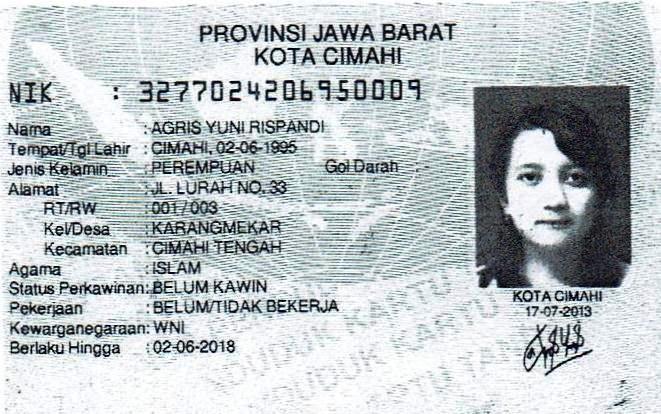 PROVINSI JAWA BARAT
KOTA CIMAHI
NIK : 3277024206950009
Nama : AGRIS YUNI RISPANDI
Tempat/Tgl Lahir : CIMAHI, 02-06-1995
Jenis Kelamin : PEREMPUAN Gol Darah :
Alamat : JL. LURAH NO. 33
RT/RW : 001 / 003
Kel/Desa : KARANGMEKAR
Kecamatan : CIMAHI TENGAH
Agama : ISLAM
Status Perkawinan: BELUM KAWIN
Pekerjaan : BELUM/TIDAK BEKERJA
Kewarganegaraan: WNI
Berlaku Hingga : 02-06-2018
KOTA CIMAHI
17-07-2013